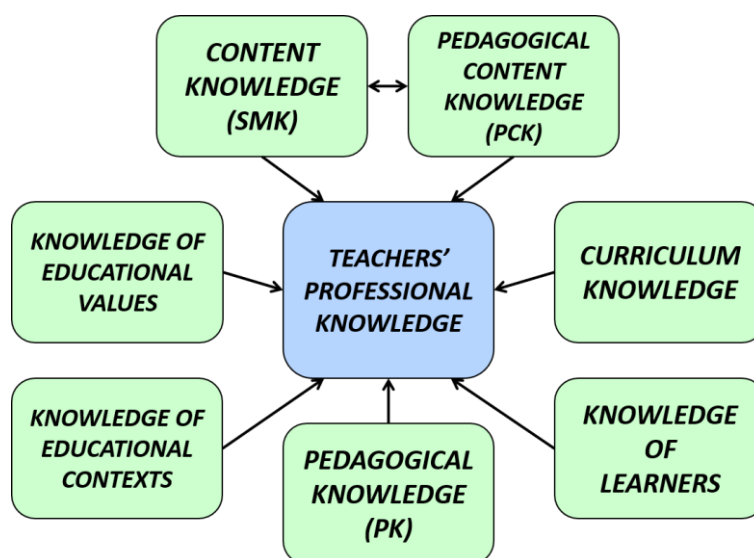 CONTENT
KNOWLEDGE
(SMK)
PEDAGOGICAL
CONTENT
KNOWLEDGE
(PCK)
KNOWLEDGE OF
EDUCATIONAL
VALUES
TEACHERS’
PROFESSIONAL
KNOWLEDGE
CURRICULUM
KNOWLEDGE
KNOWLEDGE OF
EDUCATIONAL
CONTEXTS
PEDAGOGICAL
KNOWLEDGE
(PK)
KNOWLEDGE
OF
LEARNERS